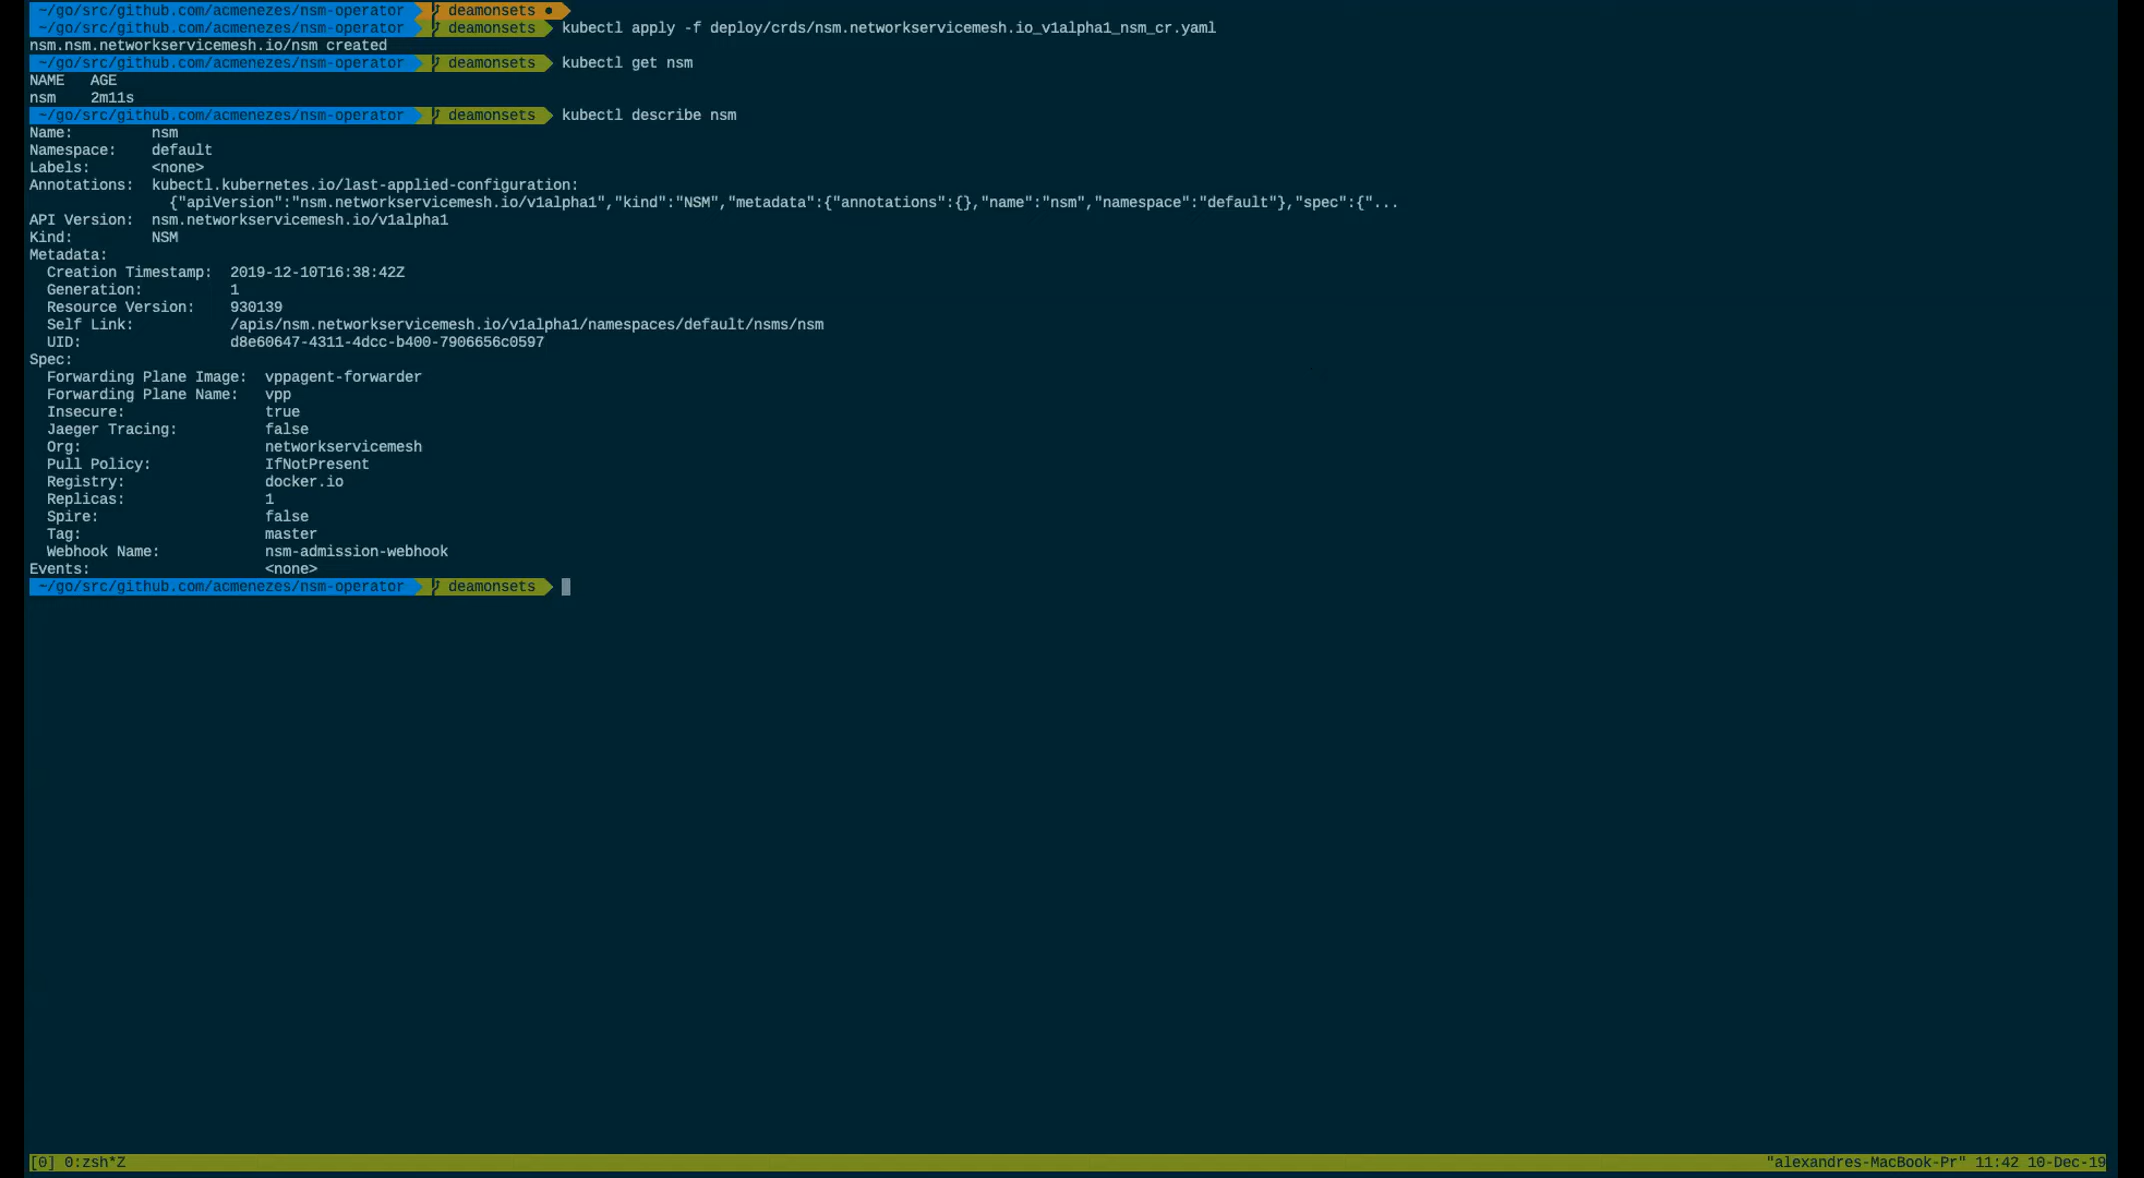 ~/go/src/github.com/acmenezes/nsm-operator deamonsets ●
~/go/src/github.com/acmenezes/nsm-operator deamonsets kubectl apply -f deploy/crds/nsm.networkservicemesh.io_v1alpha1_nsm_cr.yaml
nsm.nsm.networkservicemesh.io/nsm created
~/go/src/github.com/acmenezes/nsm-operator deamonsets kubectl get nsm
NAME   AGE
nsm    2m11s
~/go/src/github.com/acmenezes/nsm-operator deamonsets kubectl describe nsm
Name:         nsm
Namespace:    default
Labels:       <none>
Annotations:  kubectl.kubernetes.io/last-applied-configuration:
                {"apiVersion":"nsm.networkservicemesh.io/v1alpha1","kind":"NSM","metadata":{"annotations":{},"name":"nsm","namespace":"default"},"spec":{"...
API Version:  nsm.networkservicemesh.io/v1alpha1
Kind:         NSM
Metadata:
  Creation Timestamp:  2019-12-10T16:38:42Z
  Generation:          1
  Resource Version:    930139
  Self Link:           /apis/nsm.networkservicemesh.io/v1alpha1/namespaces/default/nsms/nsm
  UID:                 d8e60647-4311-4dcc-b400-7906656c0597
Spec:
  Forwarding Plane Image:  vppagent-forwarder
  Forwarding Plane Name:   vpp
  Insecure:                true
  Jaeger Tracing:          false
  Org:                     networkservicemesh
  Pull Policy:             IfNotPresent
  Registry:                docker.io
  Replicas:                1
  Spire:                   false
  Tag:                     master
  Webhook Name:            nsm-admission-webhook
Events:                    <none>
~/go/src/github.com/acmenezes/nsm-operator deamonsets
[0] 0:zsh*Z "alexandres-MacBook-Pr" 11:42 10-Dec-19